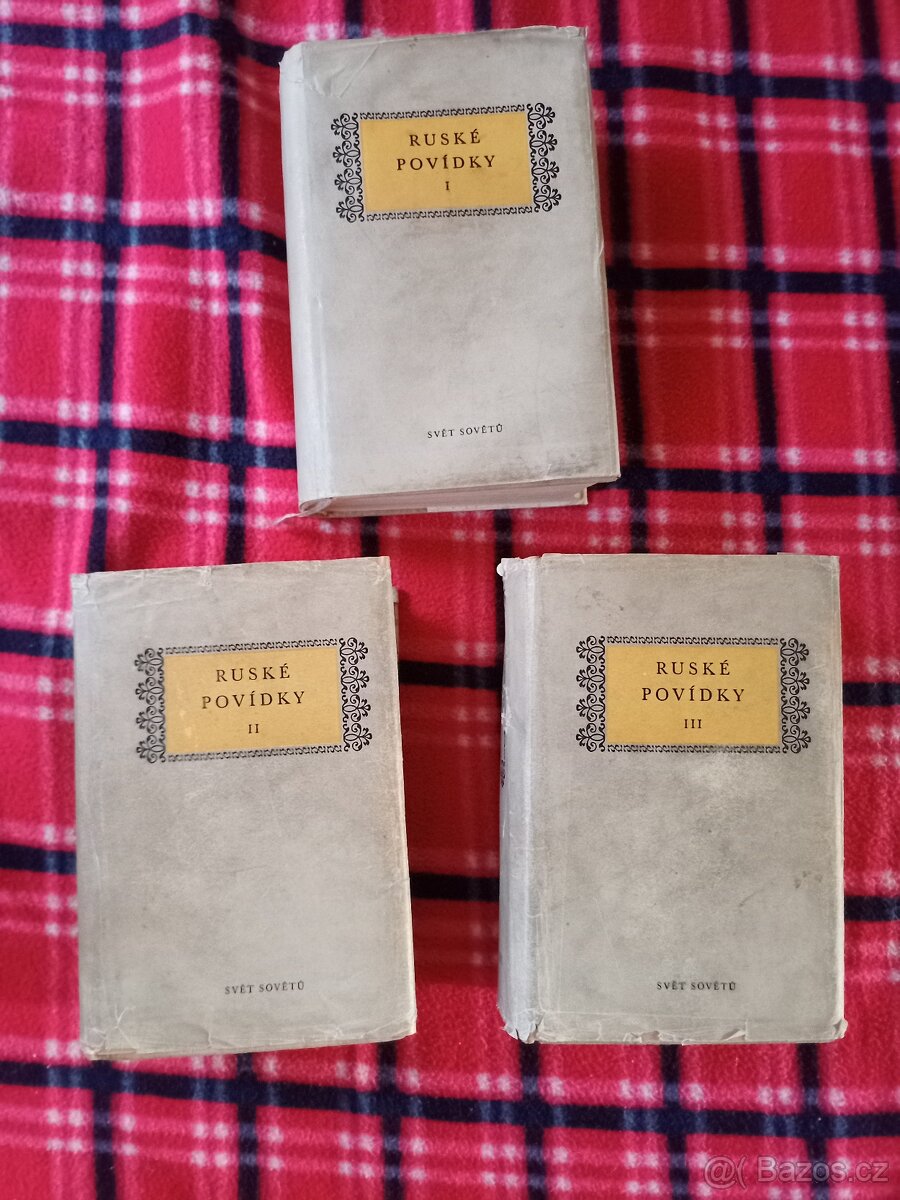 RUSKÉ
POVÍDKY
I
SVĚT SOVĚTŮ
RUSKÉ
POVÍDKY
II
SVĚT SOVĚTŮ
RUSKÉ
POVÍDKY
III
SVĚT SOVĚTŮ
@( Bazos.cz